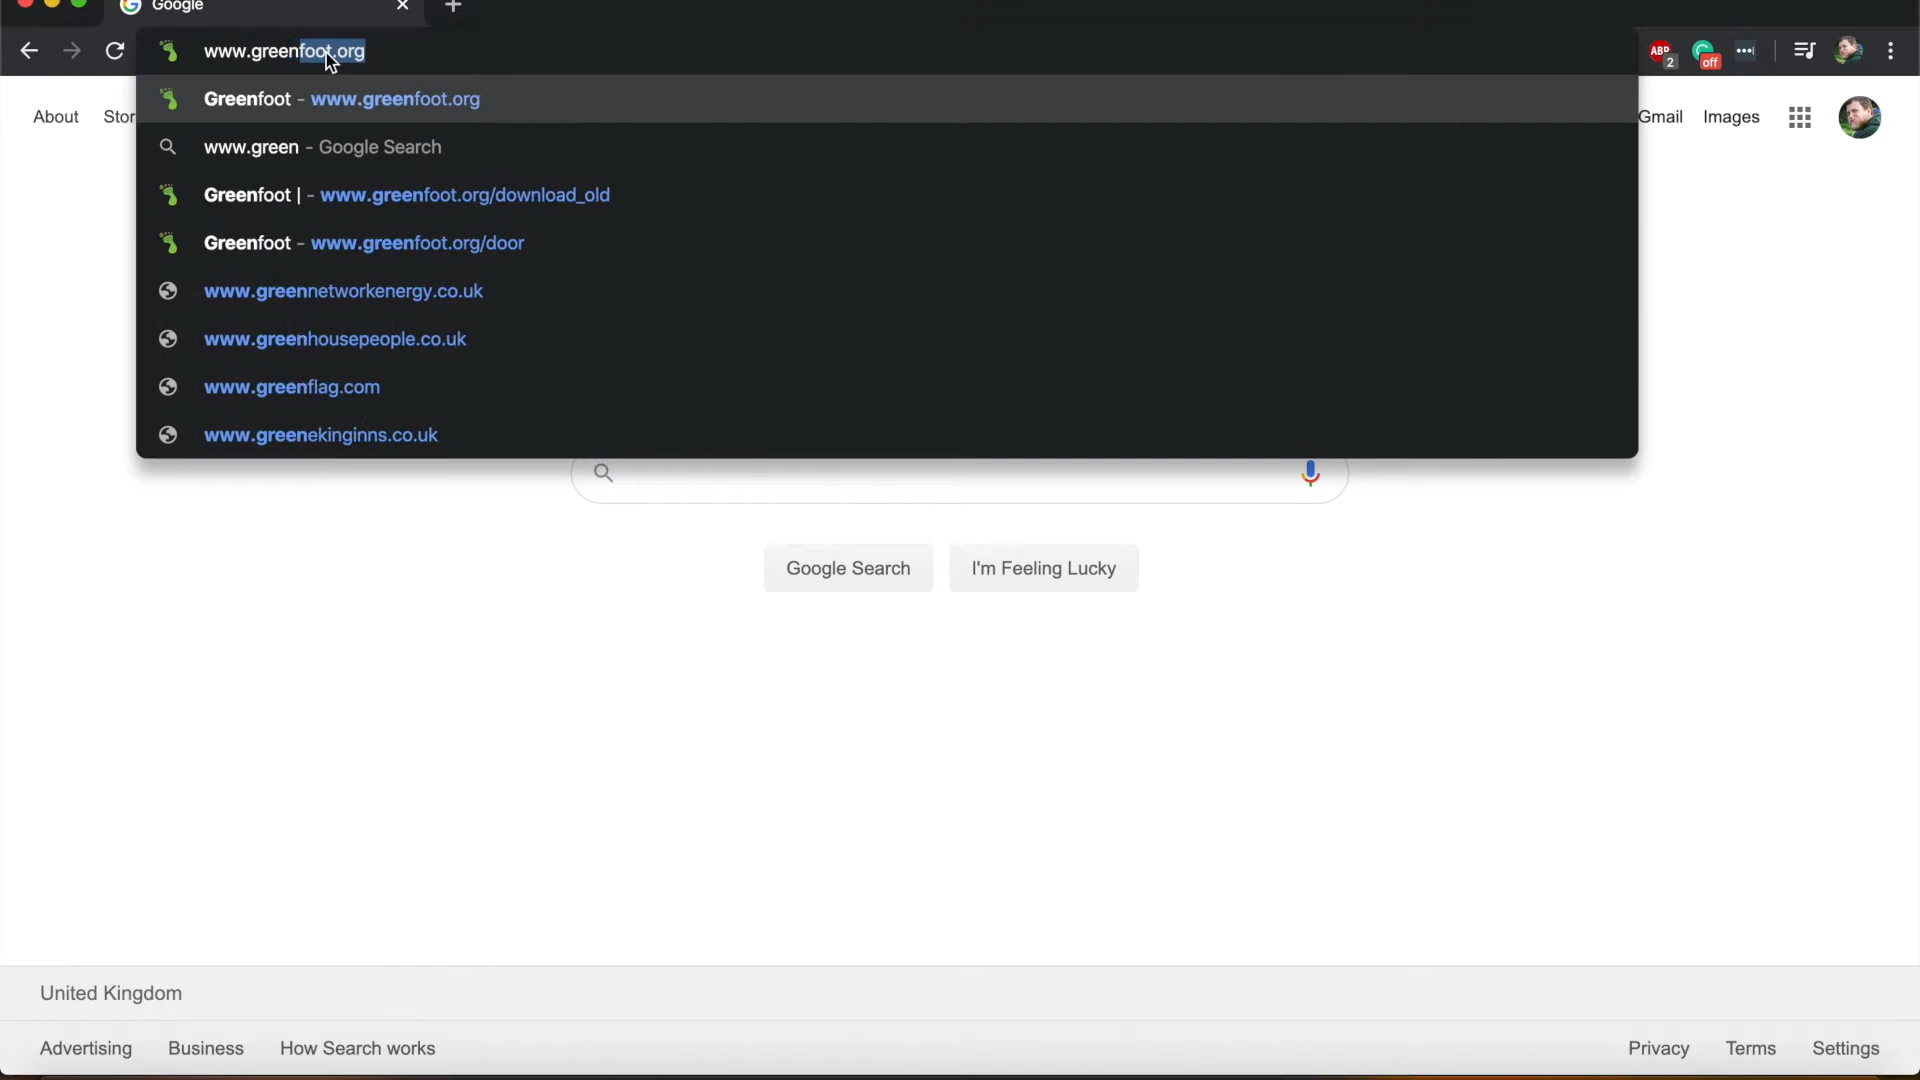 Google
www.greenfoot.org
ABP
2
off
Greenfoot - www.greenfoot.org
www.green - Google Search
Greenfoot | - www.greenfoot.org/download_old
Greenfoot - www.greenfoot.org/door
www.greennetworkenergy.co.uk
www.greenhousepeople.co.uk
www.greenflag.com
www.greenekinginns.co.uk
About Stor
Gmail Images
Google Search I'm Feeling Lucky
United Kingdom
Advertising Business How Search works Privacy Terms Settings